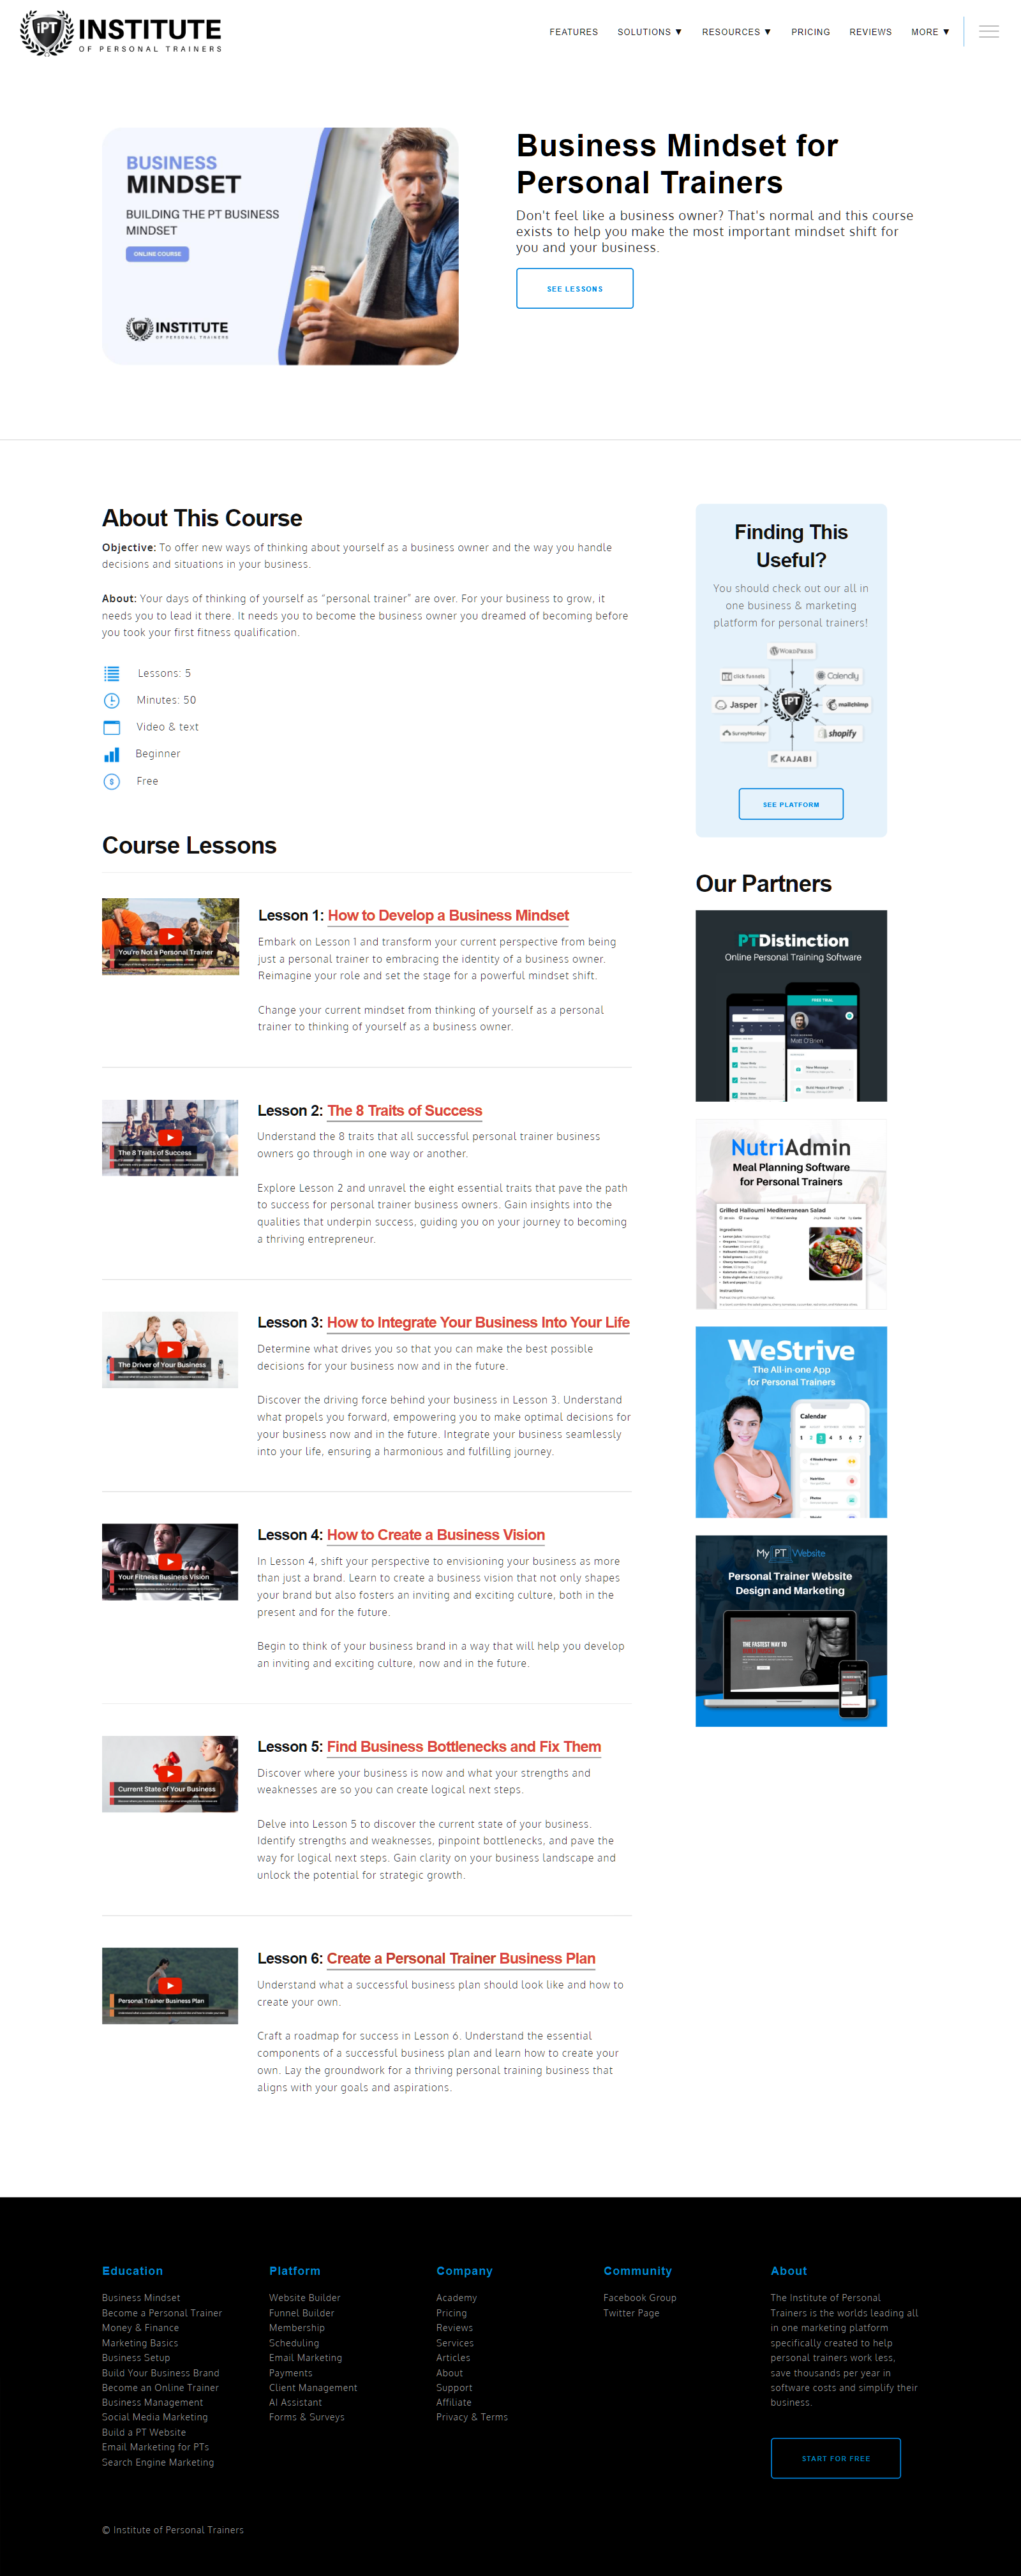 iPT INSTITUTE
OF PERSONAL TRAINERS
FEATURES SOLUTIONS ▼ RESOURCES ▼ PRICING REVIEWS MORE ▼
BUSINESS
MINDSET
BUILDING THE PT BUSINESS
MINDSET
ONLINE COURSE
INSTITUTE
OF PERSONAL TRAINERS
Business Mindset for
Personal Trainers
Don't feel like a business owner? That's normal and this course
exists to help you make the most important mindset shift for
you and your business.
SEE LESSONS
About This Course
Objective: To offer new ways of thinking about yourself as a business owner and the way you handle
decisions and situations in your business.
About: Your days of thinking of yourself as “personal trainer” are over. For your business to grow, it
needs you to lead it there. It needs you to become the business owner you dreamed of becoming before
you took your first fitness qualification.
Lessons: 5
Minutes: 50
Video & text
Beginner
Free
Course Lessons
You're Not a Personal Trainer
Lesson 1: How to Develop a Business Mindset
Embark on Lesson 1 and transform your current perspective from being
just a personal trainer to embracing the identity of a business owner.
Reimagine your role and set the stage for a powerful mindset shift.
Change your current mindset from thinking of yourself as a personal
trainer to thinking of yourself as a business owner.
The 8 Traits of Success
Lesson 2: The 8 Traits of Success
Understand the 8 traits that all successful personal trainer business
owners go through in one way or another.
Explore Lesson 2 and unravel the eight essential traits that pave the path
to success for personal trainer business owners. Gain insights into the
qualities that underpin success, guiding you on your journey to becoming
a thriving entrepreneur.
The Driver of Your Business
Lesson 3: How to Integrate Your Business Into Your Life
Determine what drives you so that you can make the best possible
decisions for your business now and in the future.
Discover the driving force behind your business in Lesson 3. Understand
what propels you forward, empowering you to make optimal decisions for
your business now and in the future. Integrate your business seamlessly
into your life, ensuring a harmonious and fulfilling journey.
Your Fitness Business Vision
Lesson 4: How to Create a Business Vision
In Lesson 4, shift your perspective to envisioning your business as more
than just a brand. Learn to create a business vision that not only shapes
your brand but also fosters an inviting and exciting culture, both in the
present and for the future.
Begin to think of your business brand in a way that will help you develop
an inviting and exciting culture, now and in the future.
Current State of Your Business
Lesson 5: Find Business Bottlenecks and Fix Them
Discover where your business is now and what your strengths and
weaknesses are so you can create logical next steps.
Delve into Lesson 5 to discover the current state of your business.
Identify strengths and weaknesses, pinpoint bottlenecks, and pave the
way for logical next steps. Gain clarity on your business landscape and
unlock the potential for strategic growth.
Personal Trainer Business Plan
Lesson 6: Create a Personal Trainer Business Plan
Understand what a successful business plan should look like and how to
create your own.
Craft a roadmap for success in Lesson 6. Understand the essential
components of a successful business plan and learn how to create your
own. Lay the groundwork for a thriving personal training business that
aligns with your goals and aspirations.
Finding This
Useful?
You should check out our all in
one business & marketing
platform for personal trainers!
WORDPRESS
click funnels
Calendly
Jasper
iPT
mailchimp
SurveyMonkey
shopify
KAJABI
SEE PLATFORM
Our Partners
PTDistinction
Online Personal Training Software
FREE TRIAL
Matt O'Brien
New Message
Build Heaps of Strength
NutriAdmin
Meal Planning Software
for Personal Trainers
Grilled Halloumi Mediterranean Salad
Ingredients
Instructions
WeStrive
The All-in-one App
for Personal Trainers
Calendar
1 2 3 4 5 6 7
Nutrition
Photos
My PT Website
Personal Trainer Website
Design and Marketing
THE FASTEST WAY TO
Education
Business Mindset
Become a Personal Trainer
Money & Finance
Marketing Basics
Business Setup
Build Your Business Brand
Become an Online Trainer
Business Management
Social Media Marketing
Build a PT Website
Email Marketing for PTs
Search Engine Marketing
Platform
Website Builder
Funnel Builder
Membership
Scheduling
Email Marketing
Payments
Client Management
AI Assistant
Forms & Surveys
Company
Academy
Pricing
Reviews
Services
Articles
About
Support
Affiliate
Privacy & Terms
Community
Facebook Group
Twitter Page
About
The Institute of Personal
Trainers is the worlds leading all
in one marketing platform
specifically created to help
personal trainers work less,
save thousands per year in
software costs and simplify their
business.
START FOR FREE
© Institute of Personal Trainers